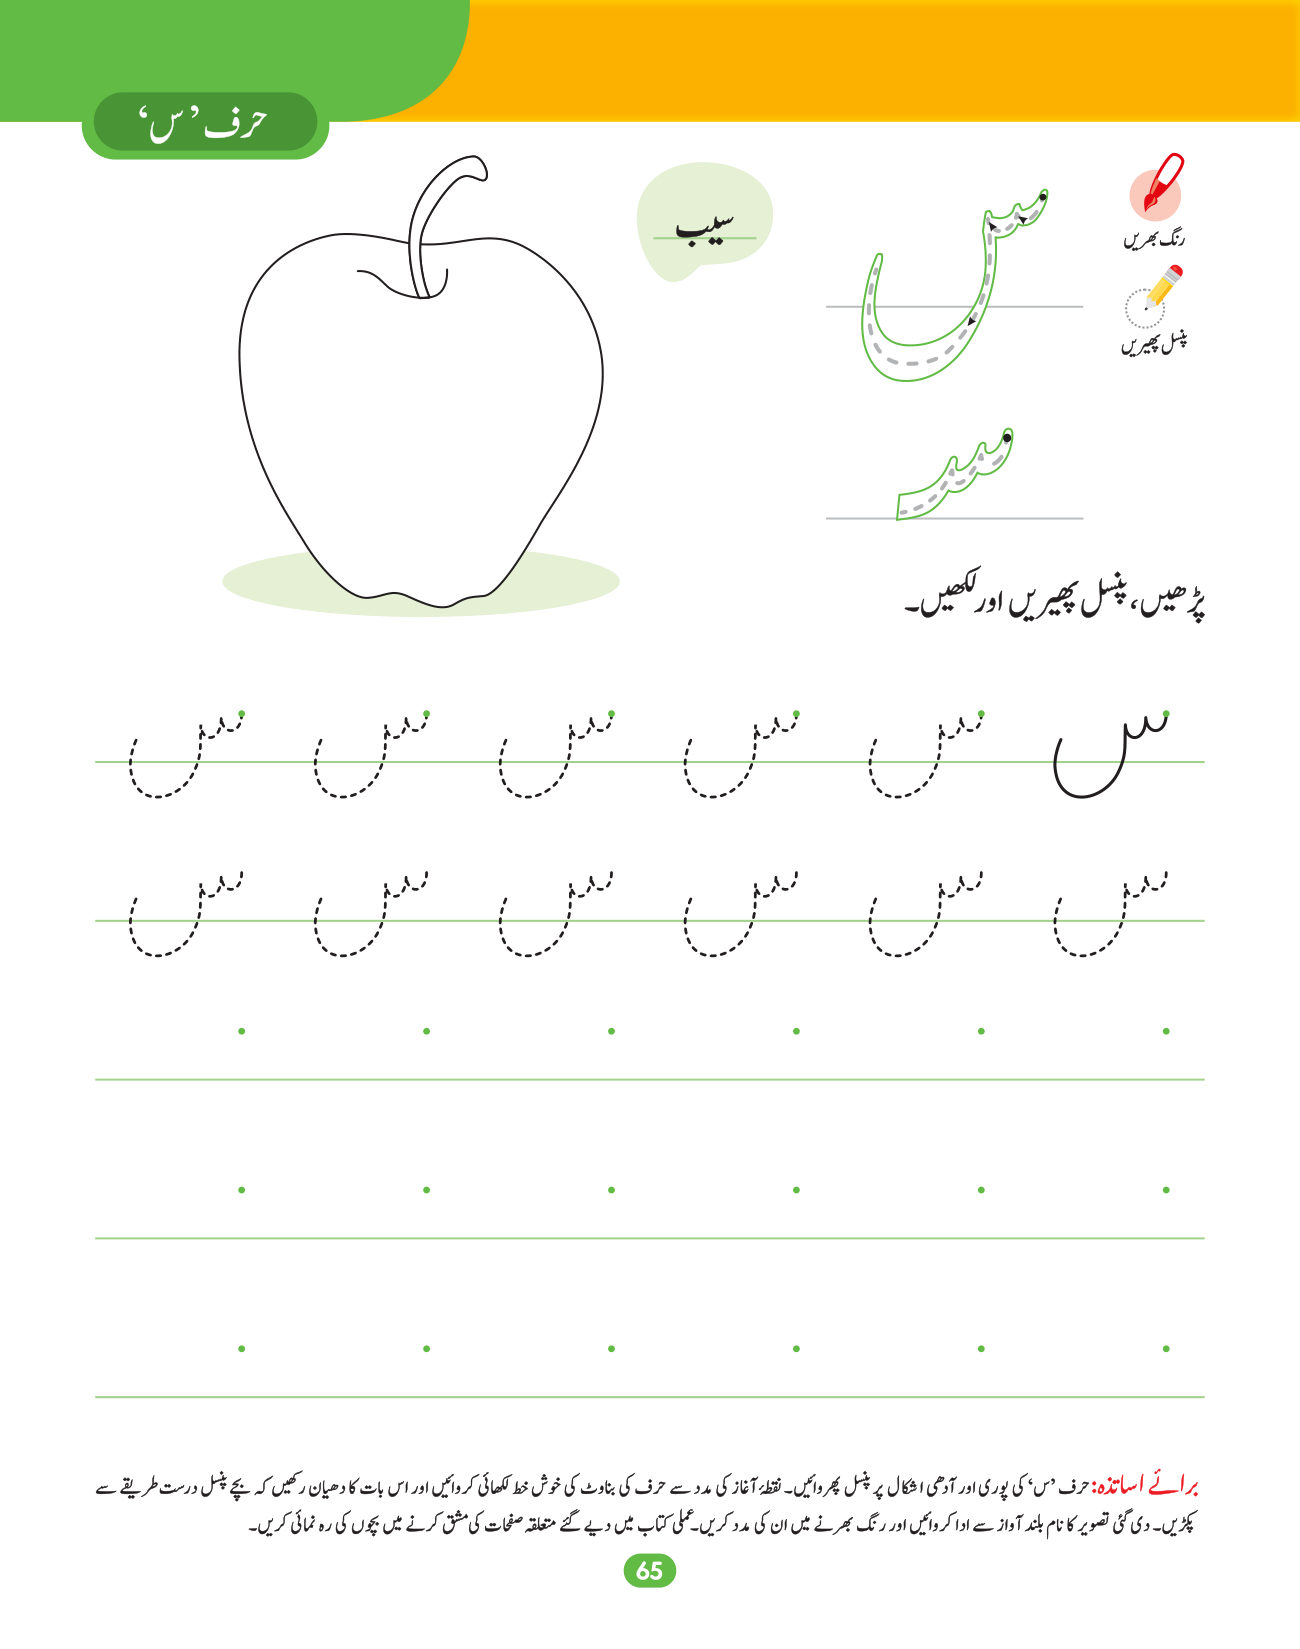 حرف ’س‘
رنگ بھریں
سیب
پنسل پھیریں
پڑھیں، پنسل پھیریں اور لکھیں۔
س س س س س س
س س س س س س
برائے اساتذہ: حرف ’س‘ کی پوری اور آدھی اشکال پر پنسل پھروائیں۔ نقطۂ آغاز کی مدد سے حرف کی بناوٹ کی خوش خط لکھائی کروائیں اور اس بات کا دھیان رکھیں کہ بچے پنسل درست طریقے سے
پکڑیں۔ دی گئی تصویر کا نام بلند آواز سے ادا کروائیں اور رنگ بھرنے میں ان کی مدد کریں۔ عملی کتاب میں دیے گئے متعلقہ صفحات کی مشق کرنے میں بچوں کی رہ نمائی کریں۔
65